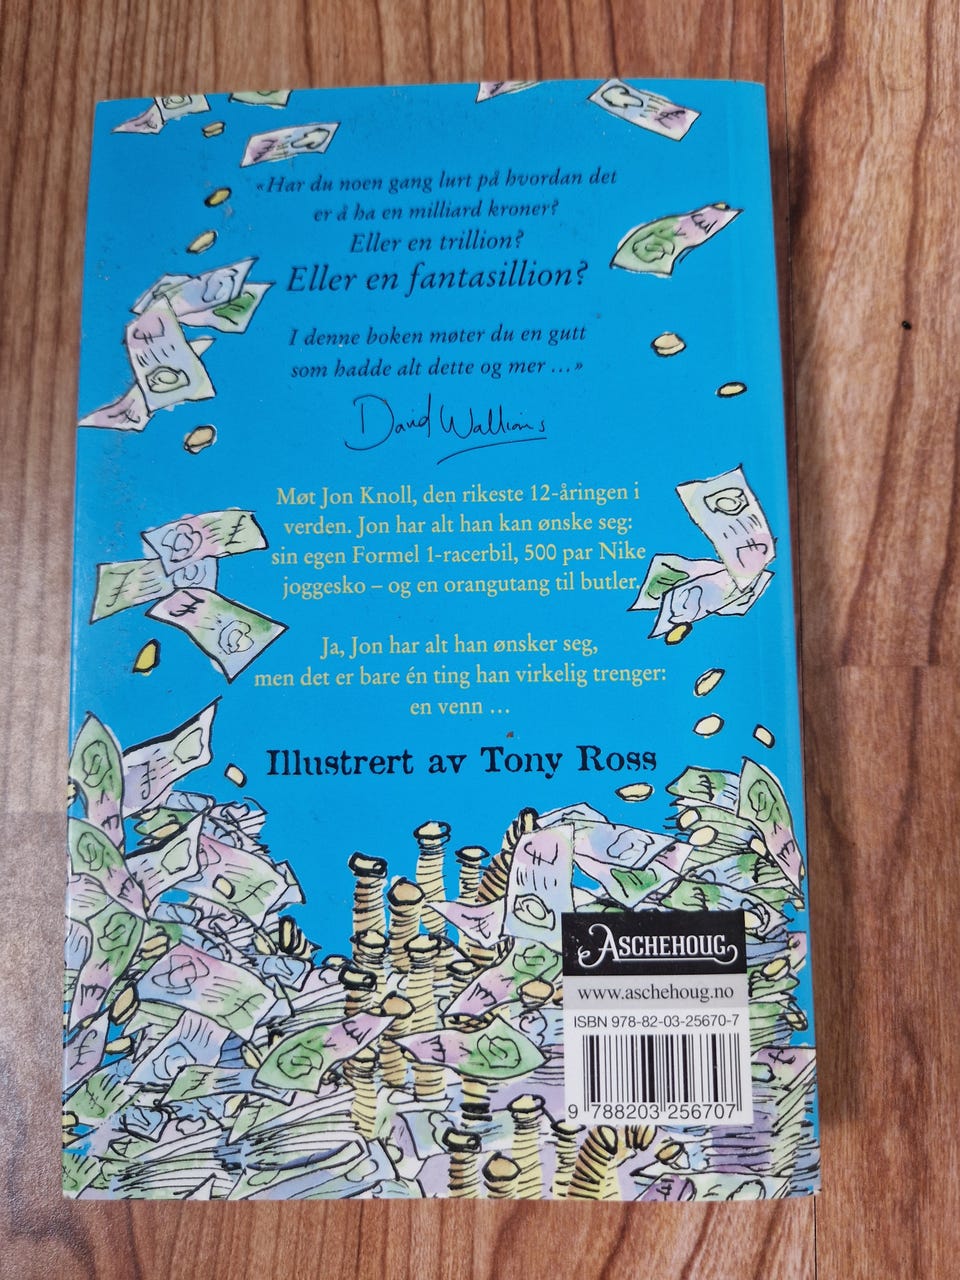 «Har du noen gang lurt på hvordan det
er å ha en milliard kroner?
Eller en trillion?
Eller en fantasillion?
I denne boken møter du en gutt
som hadde alt dette og mer ...»
David Walliams
Møt Jon Knoll, den rikeste 12-åringen i
verden. Jon har alt han kan ønske seg:
sin egen Formel 1-racerbil, 500 par Nike
joggesko – og en orangutang til butler.
Ja, Jon har alt han ønsker seg,
men det er bare én ting han virkelig trenger:
en venn ...
Illustrert av Tony Ross
ASCHEHOUG
www.aschehoug.no
ISBN 978-82-03-25670-7
9 788203 256707